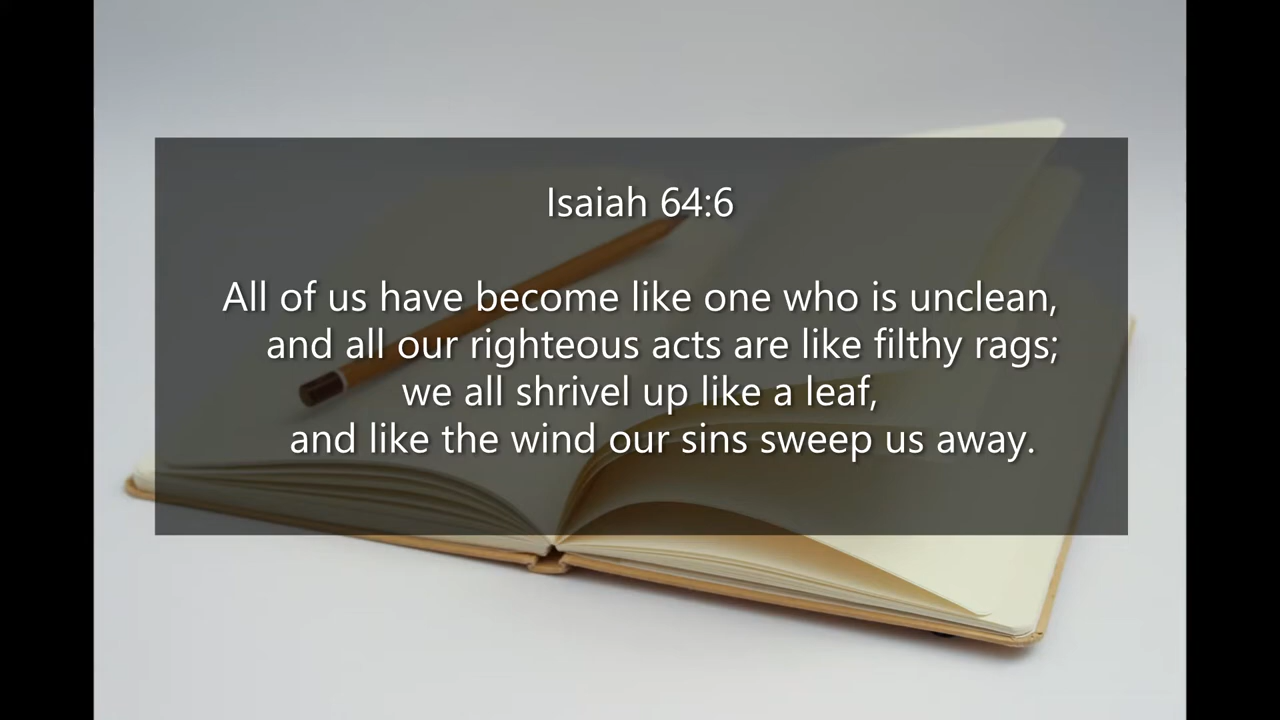 Isaiah 64:6
All of us have become like one who is unclean,
and all our righteous acts are like filthy rags;
we all shrivel up like a leaf,
and like the wind our sins sweep us away.